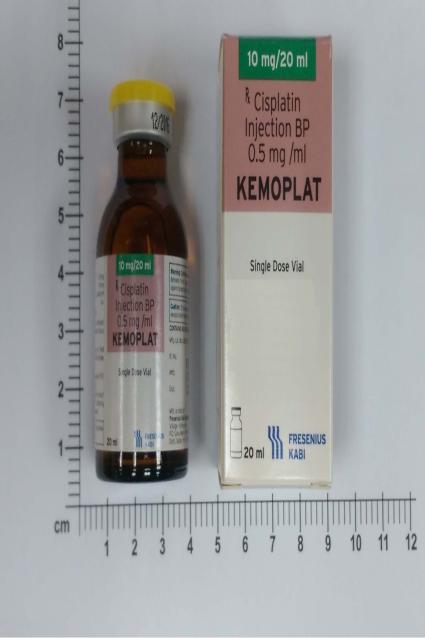 10 mg/20 ml
℞ Cisplatin
Injection BP
0.5 mg /ml
KEMOPLAT
Single Dose Vial
20 ml
FRESENIUS
KABI
12/2016
10 mg/20 ml
℞ Cisplatin
Injection BP
0.5 mg /ml
KEMOPLAT
Single Dose Vial
20 ml
FRESENIUS
KABI
8
7
6
5
4
3
2
1
cm
1 2 3 4 5 6 7 8 9 10 11 12